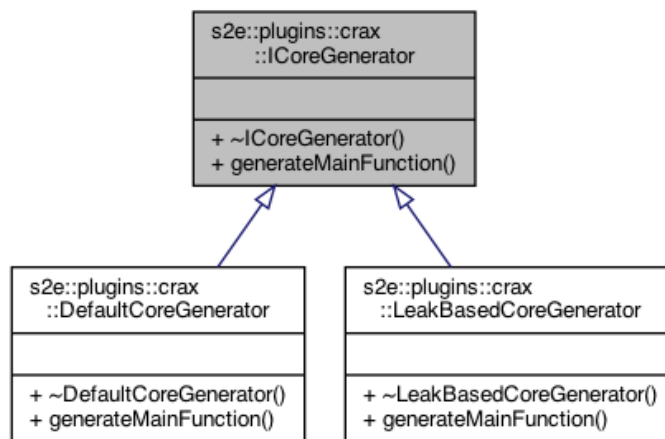 s2e::plugins::crax
::ICoreGenerator
+ ~ICoreGenerator()
+ generateMainFunction()
s2e::plugins::crax
::DefaultCoreGenerator
+ ~DefaultCoreGenerator()
+ generateMainFunction()
s2e::plugins::crax
::LeakBasedCoreGenerator
+ ~LeakBasedCoreGenerator()
+ generateMainFunction()